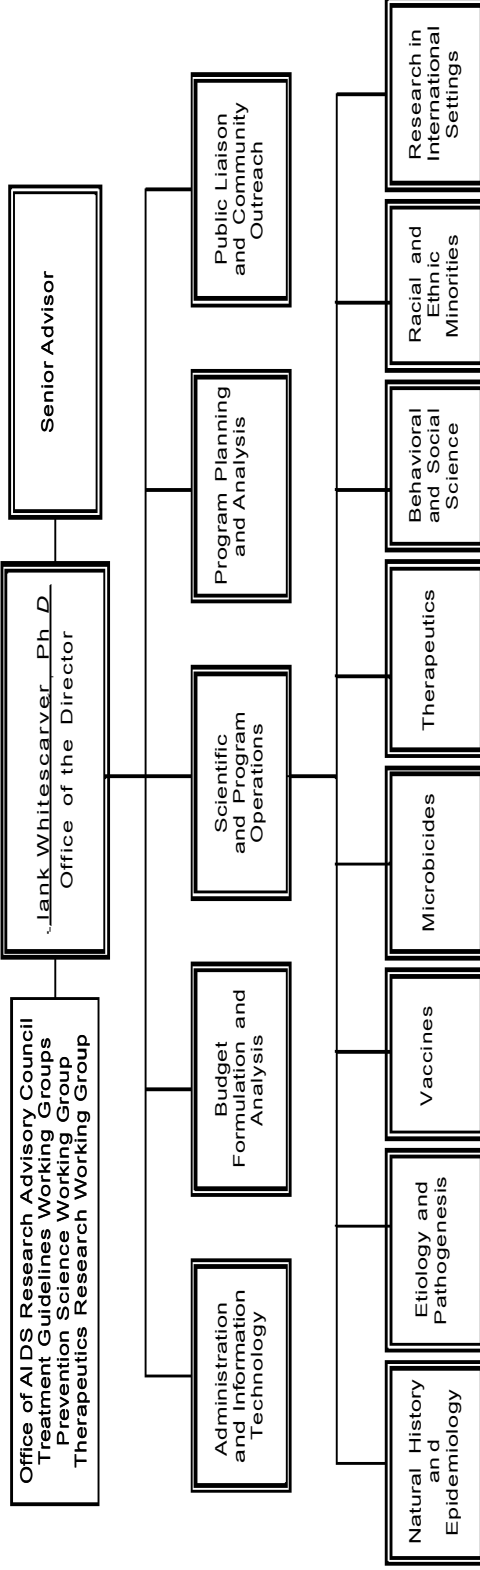 Office of AI DS Research Advisory Council
Treatment Guidelines Working Groups
Prevention Science Working Group
Therapeutics Research Working Group
Whitescarver, Ph D
Office of the Director
Senior Advisor
Administration
and Information
Technology
Budget
Formulation and
Analysis
Scientific
and Program
Operations
Program Planning
and Analysis
Public Liaison
and Community
Outreach
Natural History
and
Epidemiology
Etiology and
Pathogenesis
Vaccines
Microbicides
Therapeutics
Behavioral
and Social
Science
Racial and
Ethnic
Minorities
Research in
International
Settings